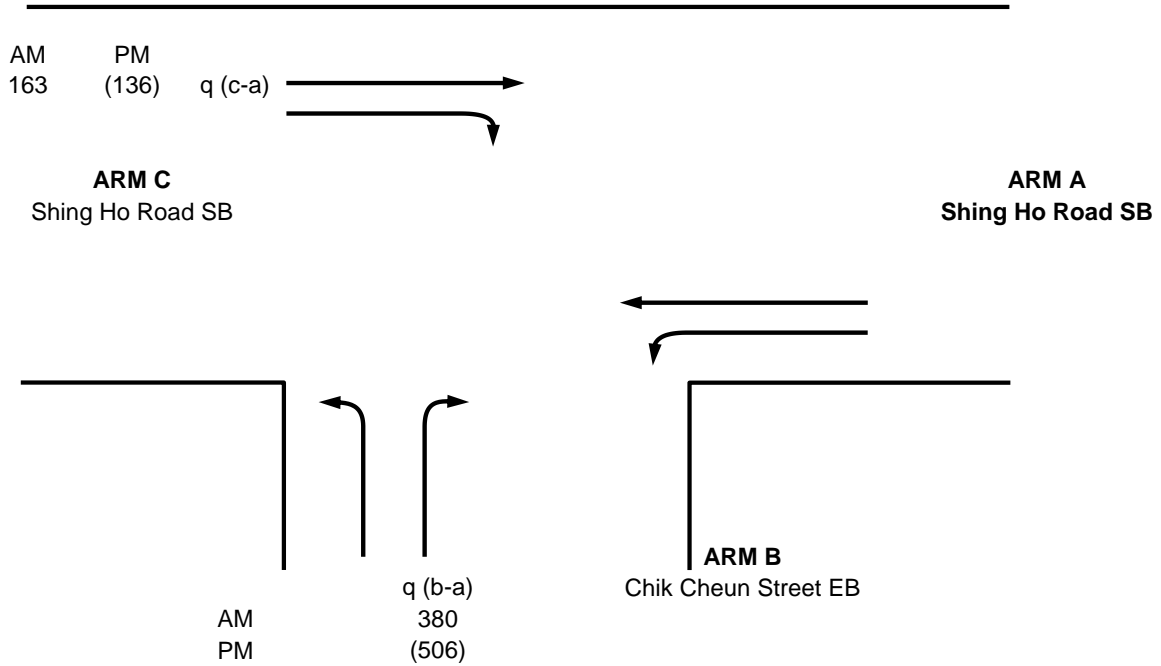 AM PM
163 (136) q (c-a)
ARM C
Shing Ho Road SB
ARM A
Shing Ho Road SB
ARM B
Chik Cheun Street EB
q (b-a)
AM 380
PM (506)